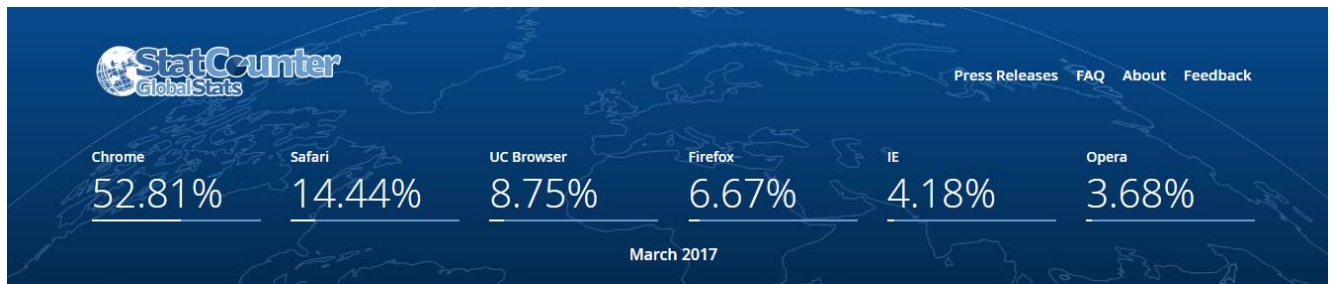 StatCounter
GlobalStats
Press Releases FAQ About Feedback
Chrome Safari UC Browser Firefox IE Opera
52.81% 14.44% 8.75% 6.67% 4.18% 3.68%
March 2017